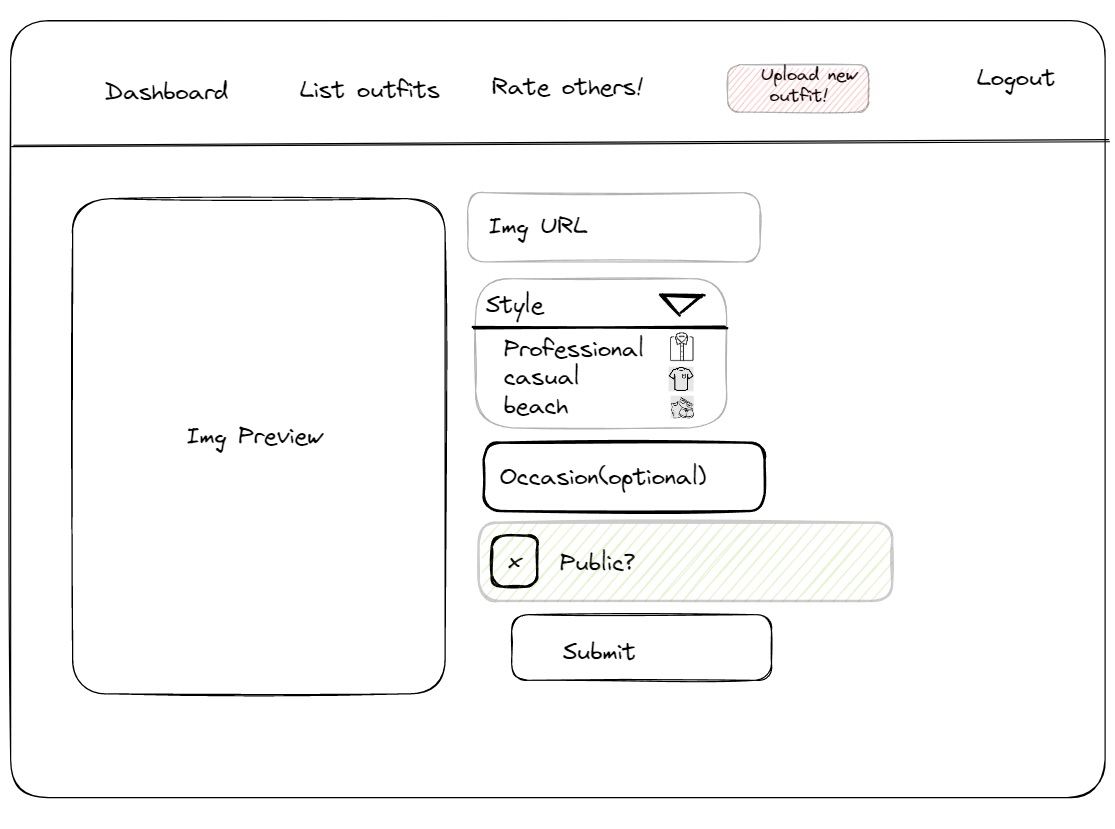 Dashboard
List outfits
Rate others!
Upload new
outfit!
Logout
Img URL
Style
Professional
casual
beach
Img Preview
Occasion(optional)
x
Public?
Submit